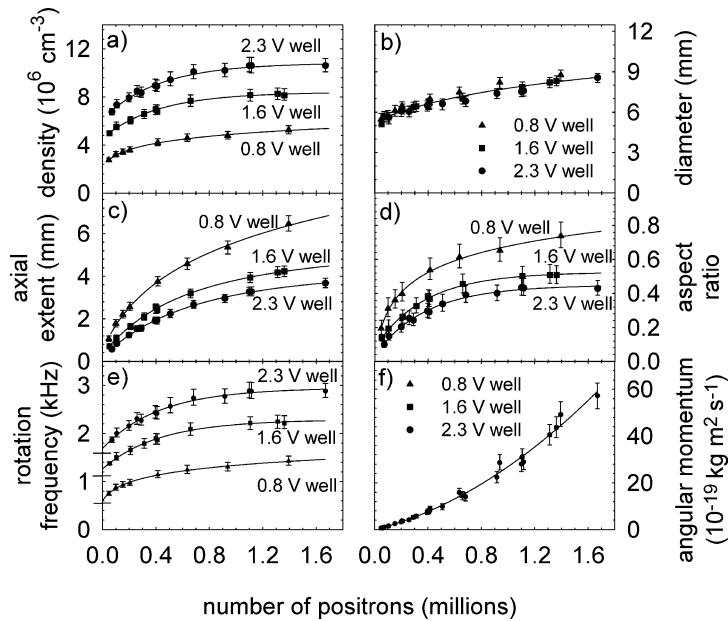 a)
b)
c)
d)
e)
f)
density (10⁶ cm⁻³)
12
8
4
0
2.3 V well
1.6 V well
0.8 V well
12
9
6
3
0
diameter (mm)
0.8 V well
1.6 V well
2.3 V well
axial
extent (mm)
6
4
2
0
0.8 V well
1.6 V well
2.3 V well
0.8
0.6
0.4
0.2
0.0
aspect
ratio
0.8 V well
1.6 V well
2.3 V well
rotation
frequency (kHz)
3
2
1
0
2.3 V well
1.6 V well
0.8 V well
60
40
20
0
angular momentum
(10⁻¹⁹ kg m² s⁻¹)
0.8 V well
1.6 V well
2.3 V well
0.0 0.4 0.8 1.2 1.6
0.0 0.4 0.8 1.2 1.6
number of positrons (millions)